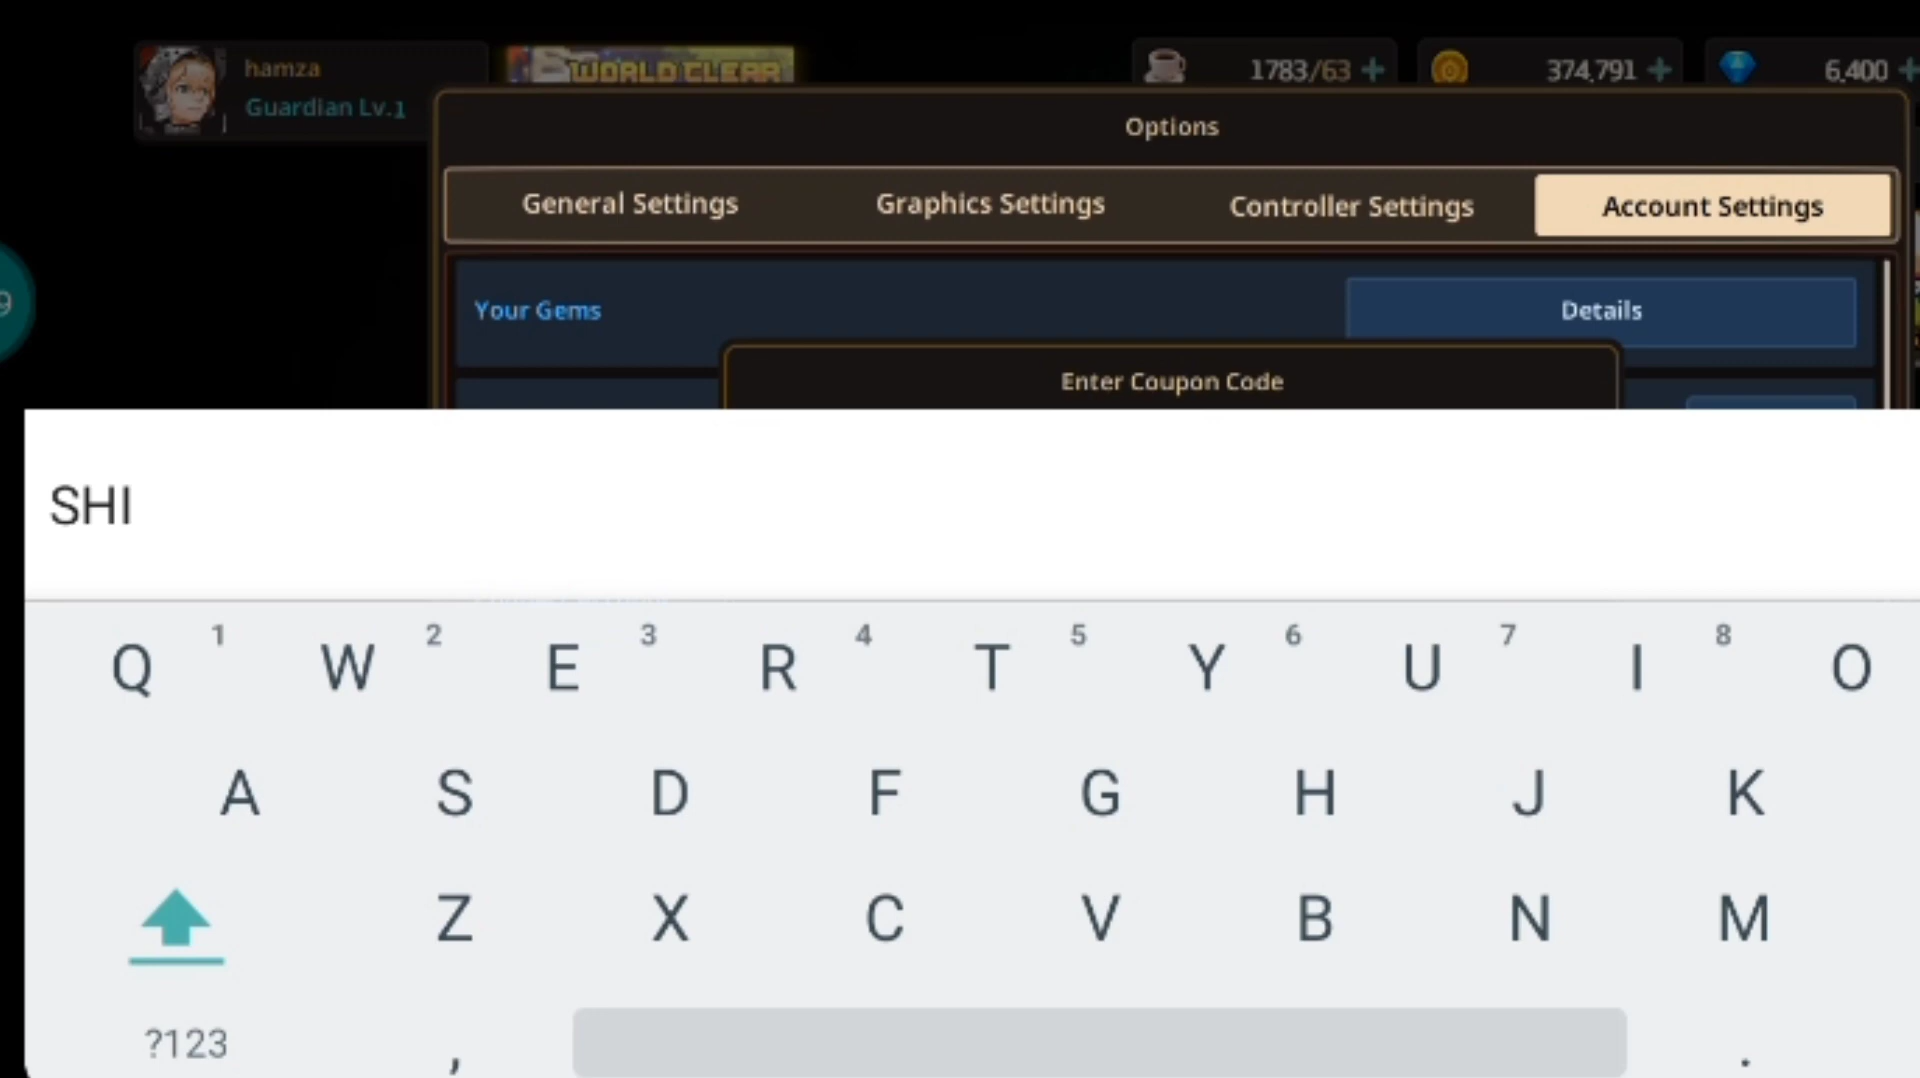 hamza
Guardian Lv.1
WORLD CLEAR
1783/63 +
374,791 +
6,400 +
Options
General Settings
Graphics Settings
Controller Settings
Account Settings
9
Your Gems
Details
Enter Coupon Code
SHI
Q 1 W 2 E 3 R 4 T 5 Y 6 U 7 I 8 O
A S D F G H J K
Z X C V B N M
?123 , .